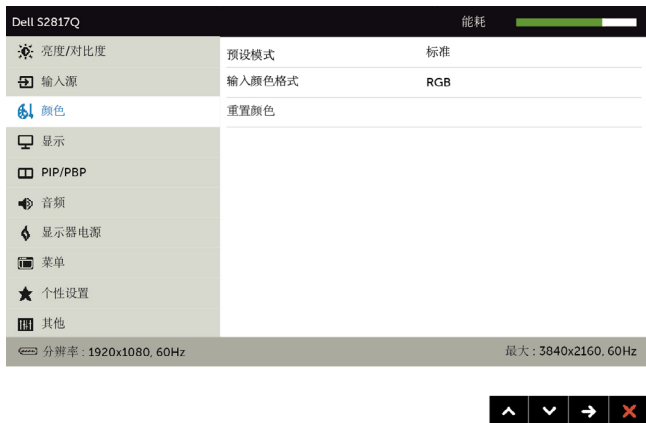 Dell S2817Q 能耗
亮度/对比度
输入源
颜色
显示
PIP/PBP
音频
显示器电源
菜单
个性设置
其他
预设模式 标准
输入颜色格式 RGB
重置颜色
分辨率 : 1920x1080, 60Hz 最大 : 3840x2160, 60Hz